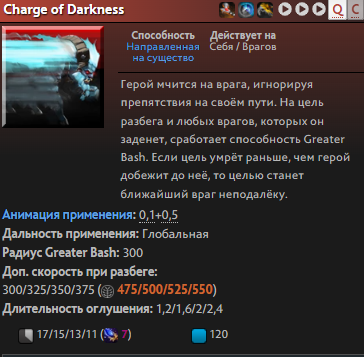 Charge of Darkness
Q C
Способность Действует на
Направленная Себя / Врагов
на существо
Герой мчится на врага, игнорируя
препятствия на своём пути. На цель
разбега и любых врагов, которых он
заденет, сработает способность Greater
Bash. Если цель умрёт раньше, чем герой
добежит до неё, то целью станет
ближайший враг неподалёку.
Анимация применения: 0,1+0,5
Дальность применения: Глобальная
Радиус Greater Bash: 300
Доп. скорость при разбеге:
300/325/350/375 ( 475/500/525/550)
Длительность оглушения: 1,2/1,6/2/2,4
17/15/13/11 ( 7) 120